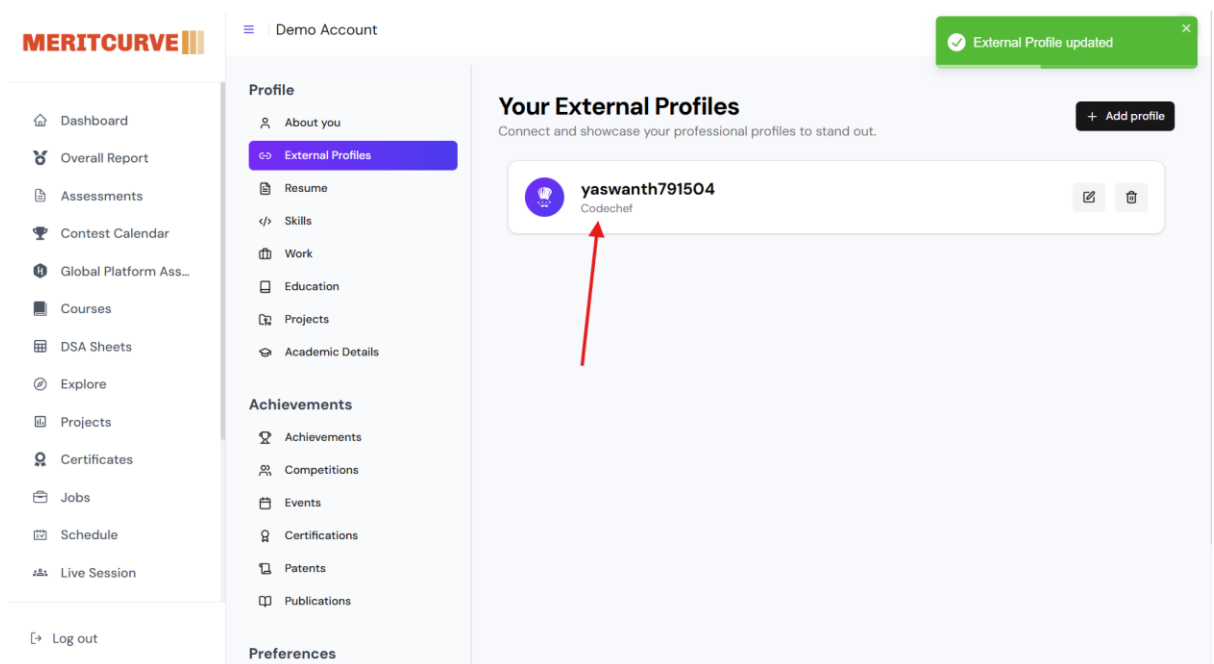 MERITCURVE
Demo Account
External Profile updated
Dashboard
Overall Report
Assessments
Contest Calendar
Global Platform Ass...
Courses
DSA Sheets
Explore
Projects
Certificates
Jobs
Schedule
Live Session
Log out
Profile
About you
External Profiles
Resume
Skills
Work
Education
Projects
Academic Details
Achievements
Achievements
Competitions
Events
Certifications
Patents
Publications
Preferences
Your External Profiles
Connect and showcase your professional profiles to stand out.
+ Add profile
yaswanth791504
Codechef